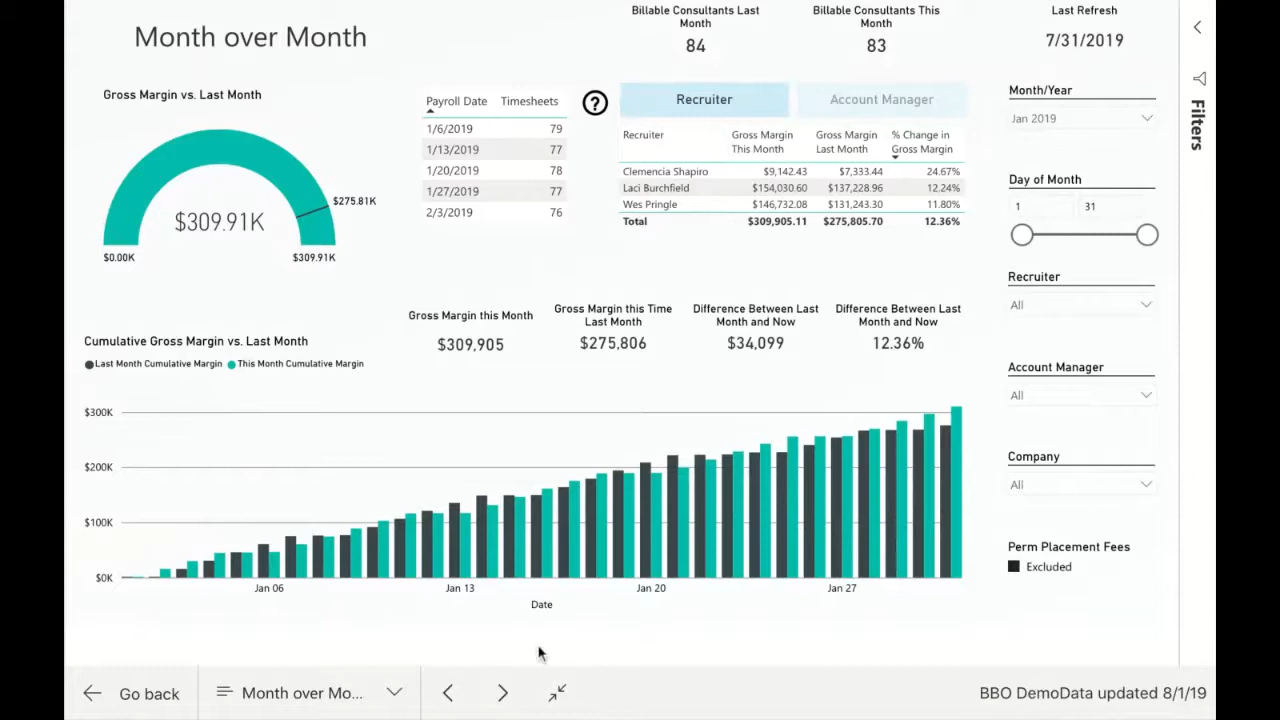 Month over Month
Billable Consultants Last
Month
84
Billable Consultants This
Month
83
Last Refresh
7/31/2019
Gross Margin vs. Last Month
$309.91K
$275.81K
$0.00K
$309.91K
Payroll Date Timesheets
1/6/2019 79
1/13/2019 77
1/20/2019 78
1/27/2019 77
2/3/2019 76
?
Recruiter
Account Manager
Recruiter Gross Margin This Month Gross Margin Last Month % Change in Gross Margin
Clemencia Shapiro $9,142.43 $7,333.44 24.67%
Laci Burchfield $154,030.60 $137,228.96 12.24%
Wes Pringle $146,732.08 $131,243.30 11.80%
Total $309,905.11 $275,805.70 12.36%
Gross Margin this Month
$309,905
Gross Margin this Time
Last Month
$275,806
Difference Between Last
Month and Now
$34,099
Difference Between Last
Month and Now
12.36%
Cumulative Gross Margin vs. Last Month
Last Month Cumulative Margin This Month Cumulative Margin
$300K
$200K
$100K
$0K
Jan 06 Jan 13 Jan 20 Jan 27
Date
Month/Year
Jan 2019
Day of Month
1 31
Recruiter
All
Account Manager
All
Company
All
Perm Placement Fees
Excluded
Filters
Go back
Month over Mo...
BBO DemoData updated 8/1/19